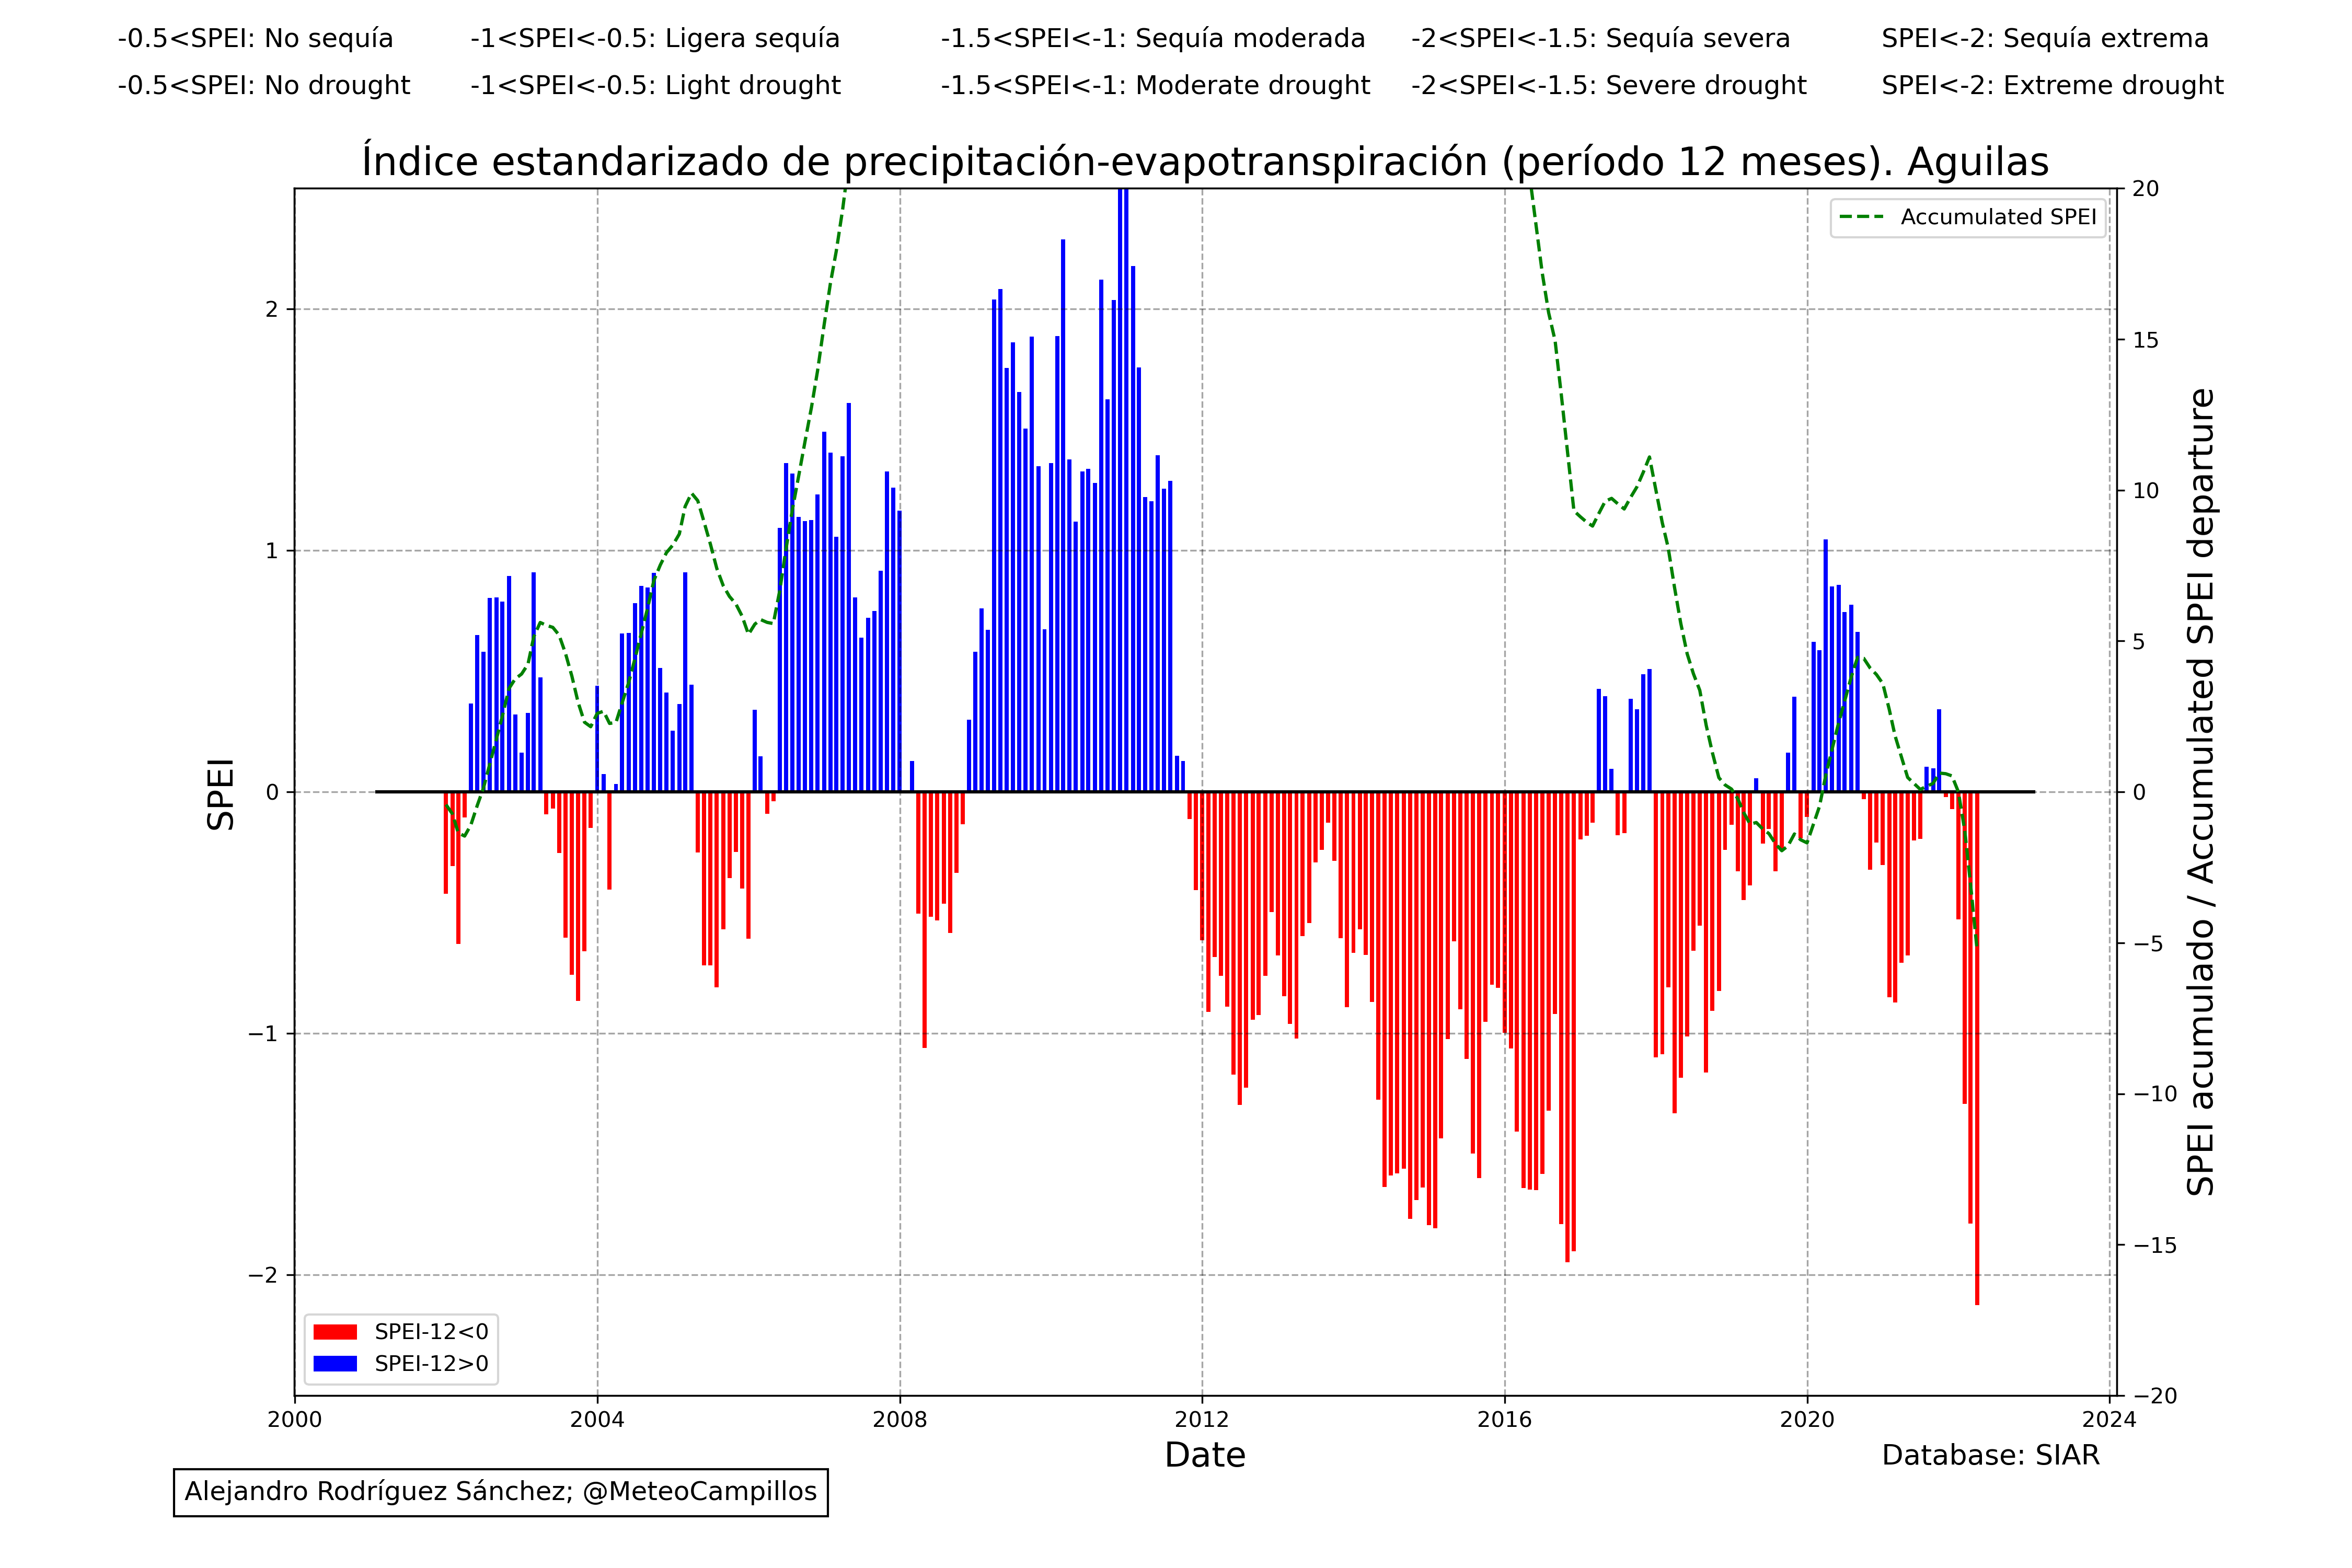 -0.5<SPEI: No sequía -1<SPEI<-0.5: Ligera sequía -1.5<SPEI<-1: Sequía moderada -2<SPEI<-1.5: Sequía severa SPEI<-2: Sequía extrema
-0.5<SPEI: No drought -1<SPEI<-0.5: Light drought -1.5<SPEI<-1: Moderate drought -2<SPEI<-1.5: Severe drought SPEI<-2: Extreme drought
Índice estandarizado de precipitación-evapotranspiración (período 12 meses). Aguilas
SPEI
2
1
0
−1
−2
Accumulated SPEI
20
15
10
5
0
−5
−10
−15
−20
SPEI acumulado / Accumulated SPEI departure
SPEI-12<0
SPEI-12>0
2000 2004 2008 2012 2016 2020 2024
Date
Database: SIAR
Alejandro Rodríguez Sánchez; @MeteoCampillos